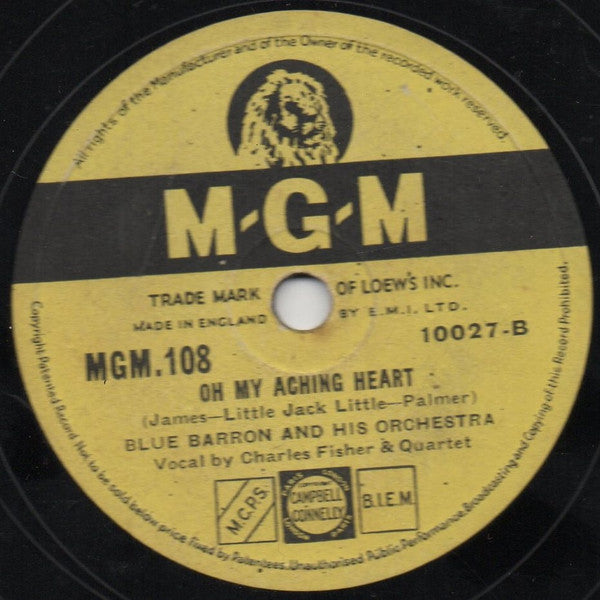 All rights of the Manufacturer and of the Owner of the recorded work reserved.
M-G-M
TRADE MARK OF LOEW'S INC.
MADE IN ENGLAND BY E.M.I. LTD.
MGM.108 10027-B
OH MY ACHING HEART
(James—Little Jack Little—Palmer)
BLUE BARRON AND HIS ORCHESTRA
Vocal by Charles Fisher & Quartet
M.C.P.S.
CAMPBELL
CONNELLY
B.I.E.M.
Copyright Patented Record. Not to be sold below price fixed by Patentees. Unauthorised Public Performance, Broadcasting and Copying of this Record Prohibited.